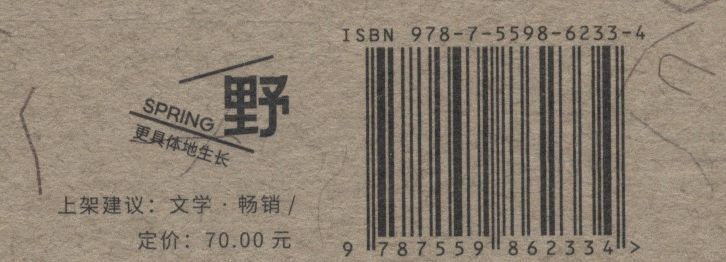 ISBN 978-7-5598-6233-4
野
SPRING
更具体地生长
上架建议：文学 · 畅销 /
定价：70.00 元
9 787559 862334 >